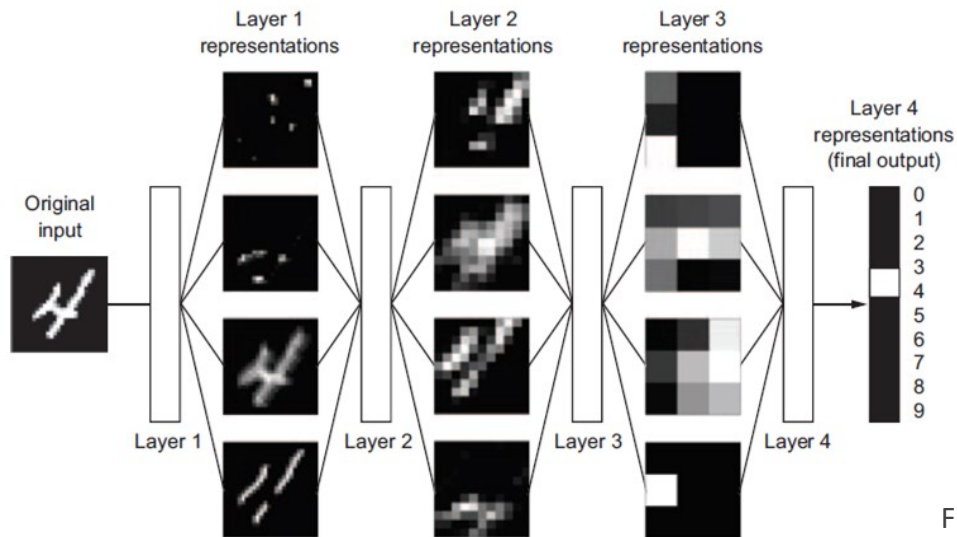 Layer 1
representations
Layer 2
representations
Layer 3
representations
Layer 4
representations
(final output)
Original
input
0
1
2
3
4
5
6
7
8
9
Layer 1
Layer 2
Layer 3
Layer 4
F